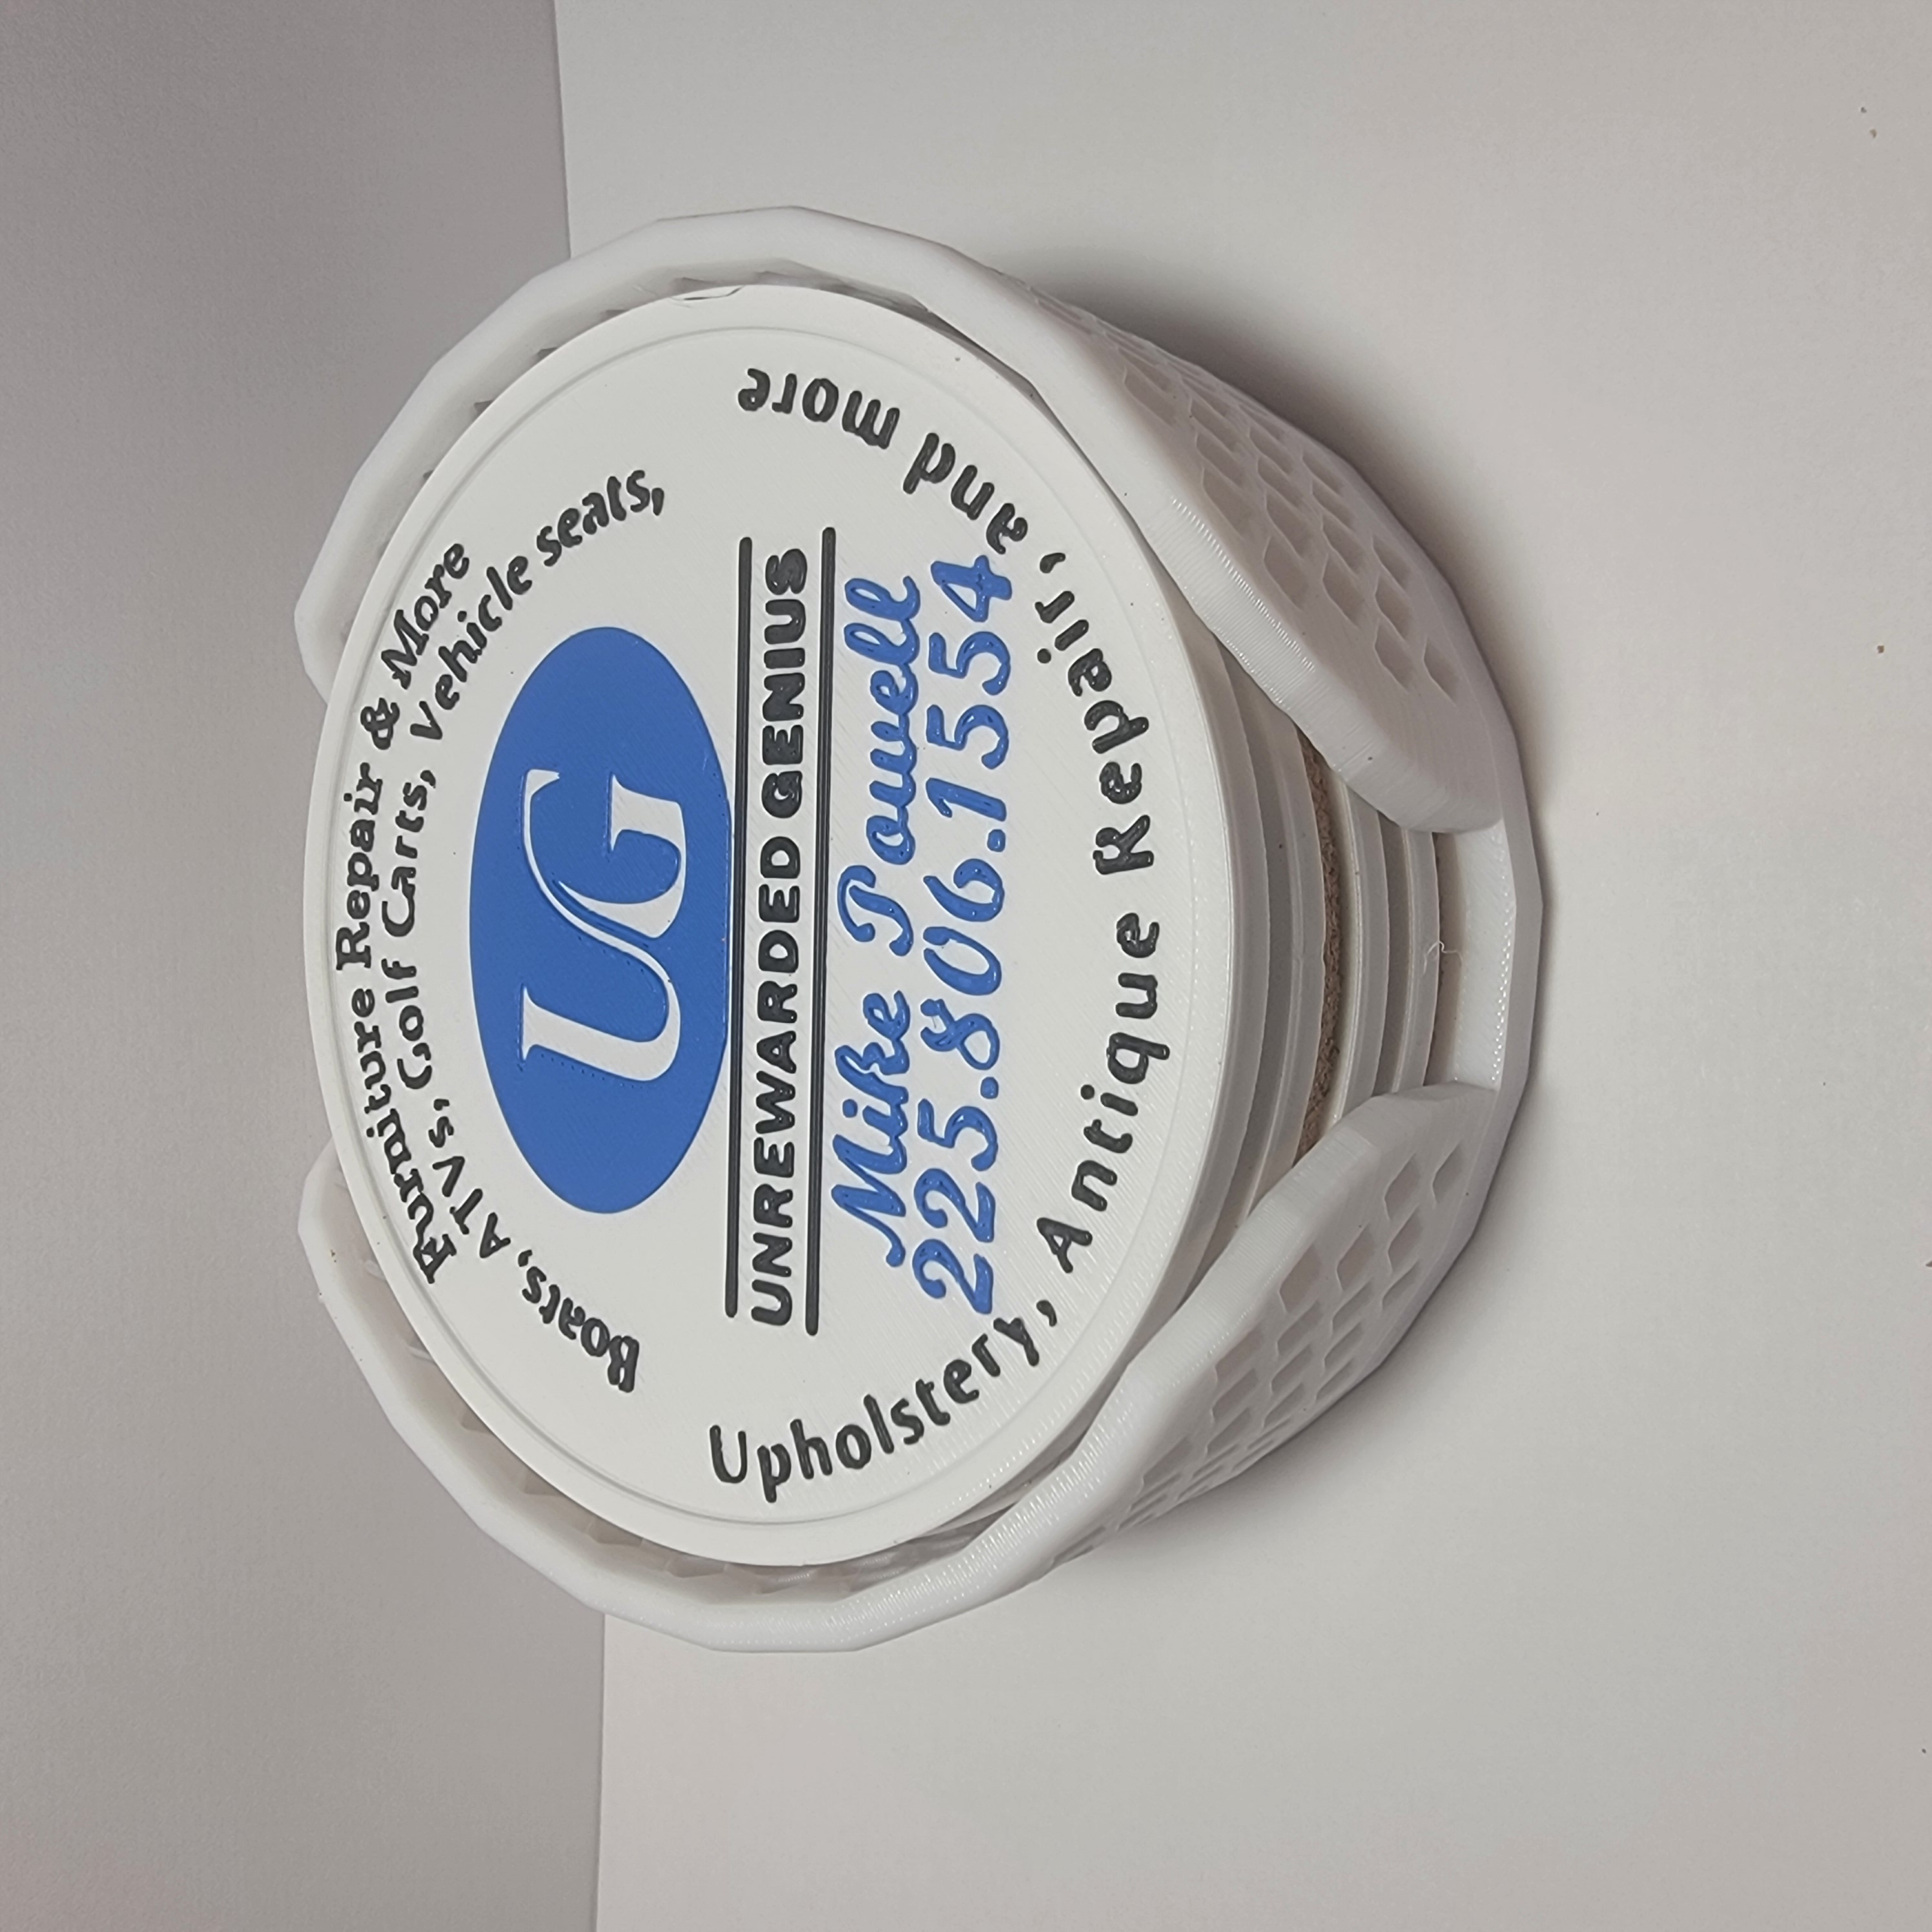 Furniture Repair & More
Boats, ATVs, Golf Carts, Vehicle seats,
UG
UNREWARDED GENIUS
Mike Powell
225.806.1554
Upholstery, Antique Repair, and more